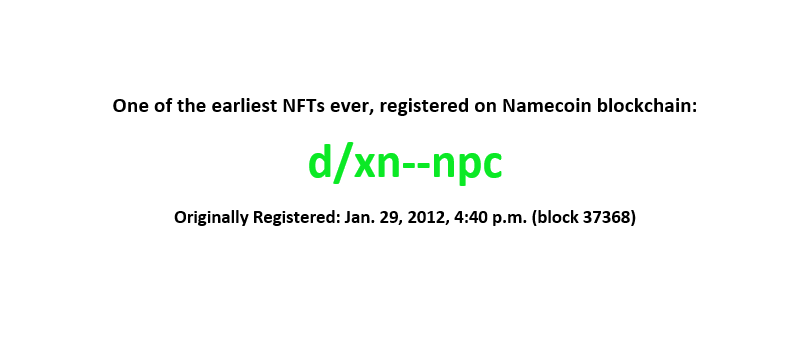 One of the earliest NFTs ever, registered on Namecoin blockchain:
d/xn--npc
Originally Registered: Jan. 29, 2012, 4:40 p.m. (block 37368)